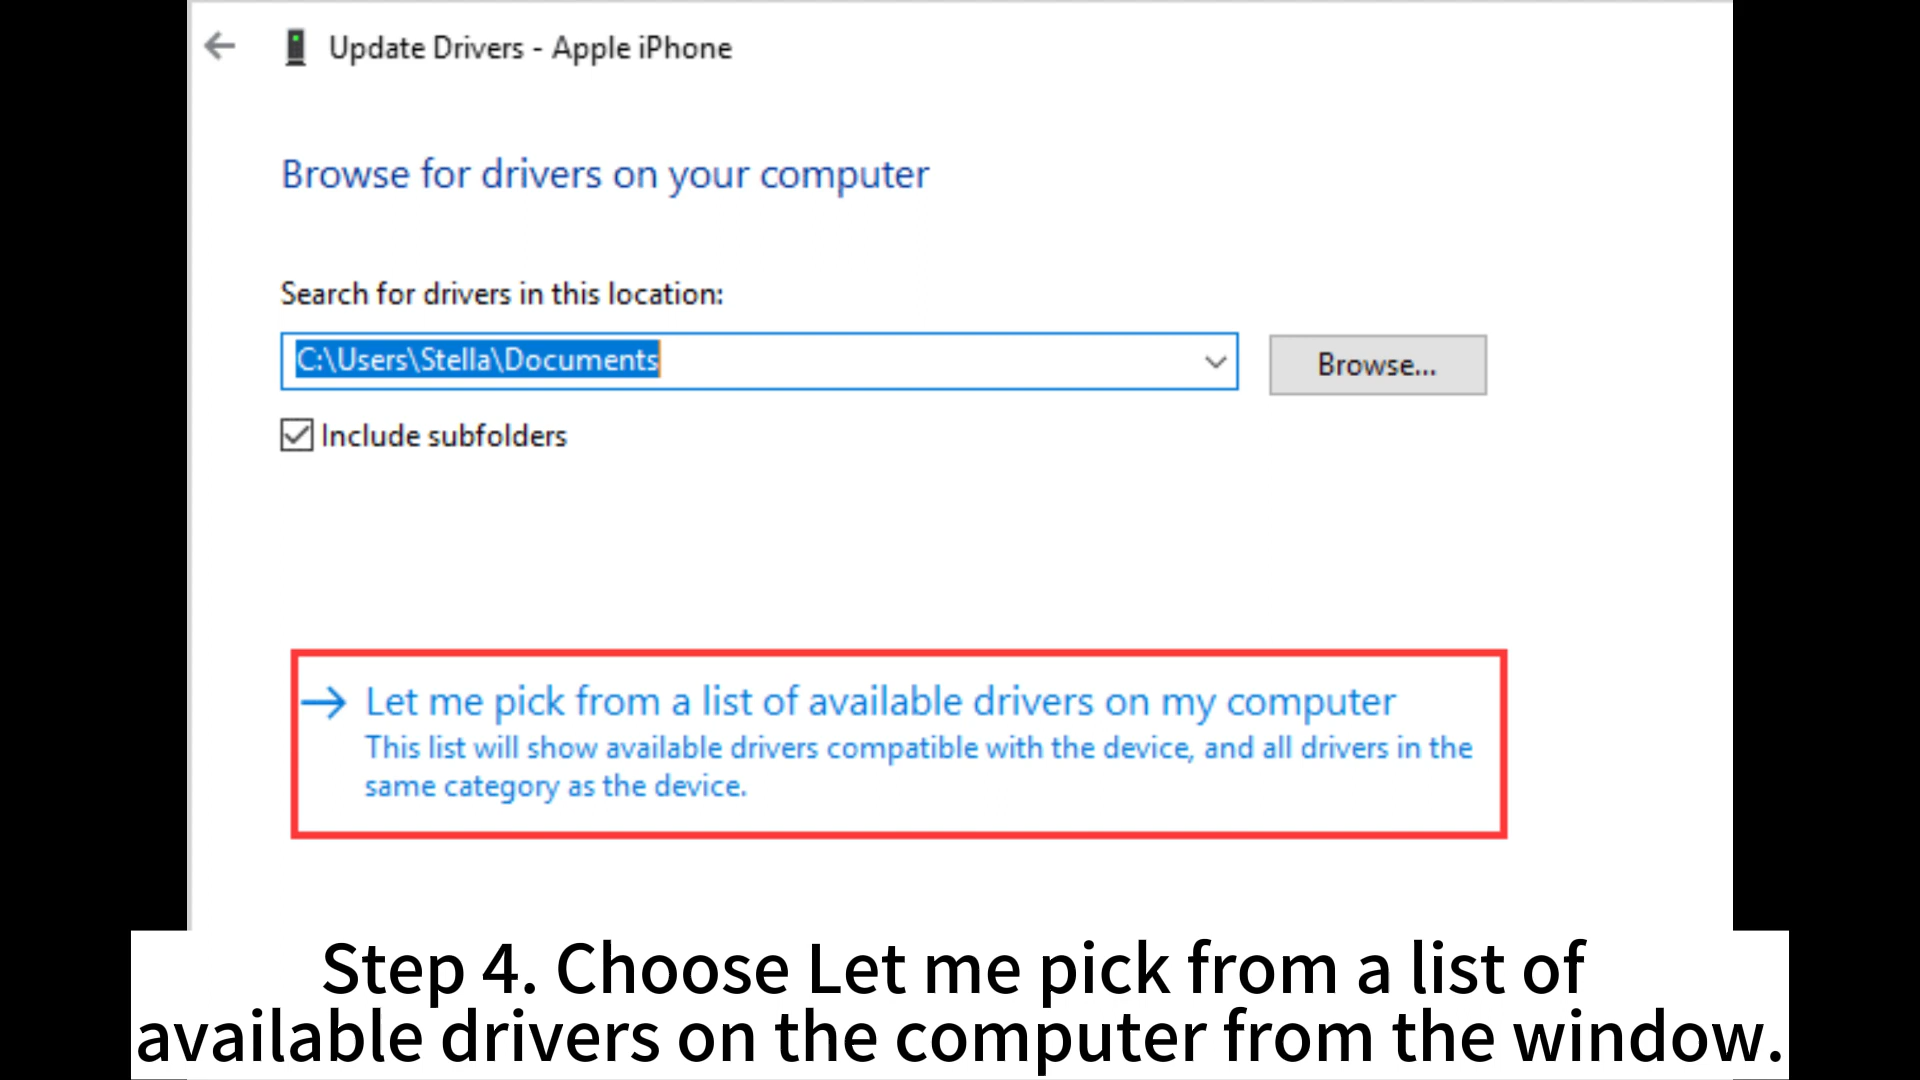 Update Drivers - Apple iPhone
Browse for drivers on your computer
Search for drivers in this location:
C:\Users\Stella\Documents
Browse...
Include subfolders
Let me pick from a list of available drivers on my computer
This list will show available drivers compatible with the device, and all drivers in the
same category as the device.
Step 4. Choose Let me pick from a list of
available drivers on the computer from the window.